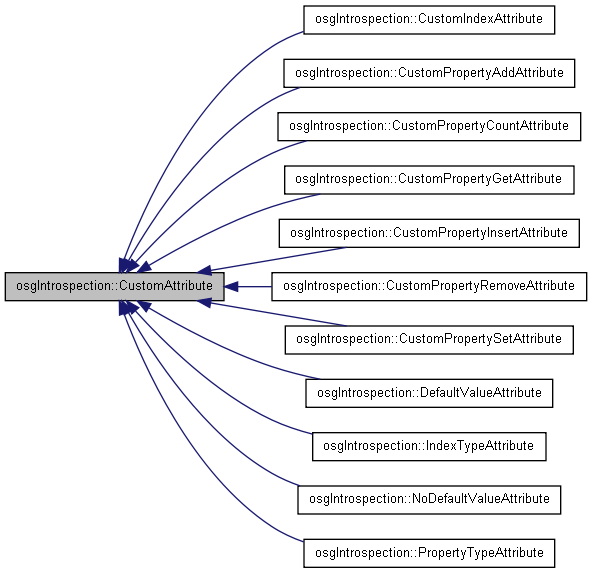 osgIntrospection::CustomIndexAttribute
osgIntrospection::CustomPropertyAddAttribute
osgIntrospection::CustomPropertyCountAttribute
osgIntrospection::CustomPropertyGetAttribute
osgIntrospection::CustomPropertyInsertAttribute
osgIntrospection::CustomAttribute
osgIntrospection::CustomPropertyRemoveAttribute
osgIntrospection::CustomPropertySetAttribute
osgIntrospection::DefaultValueAttribute
osgIntrospection::IndexTypeAttribute
osgIntrospection::NoDefaultValueAttribute
osgIntrospection::PropertyTypeAttribute